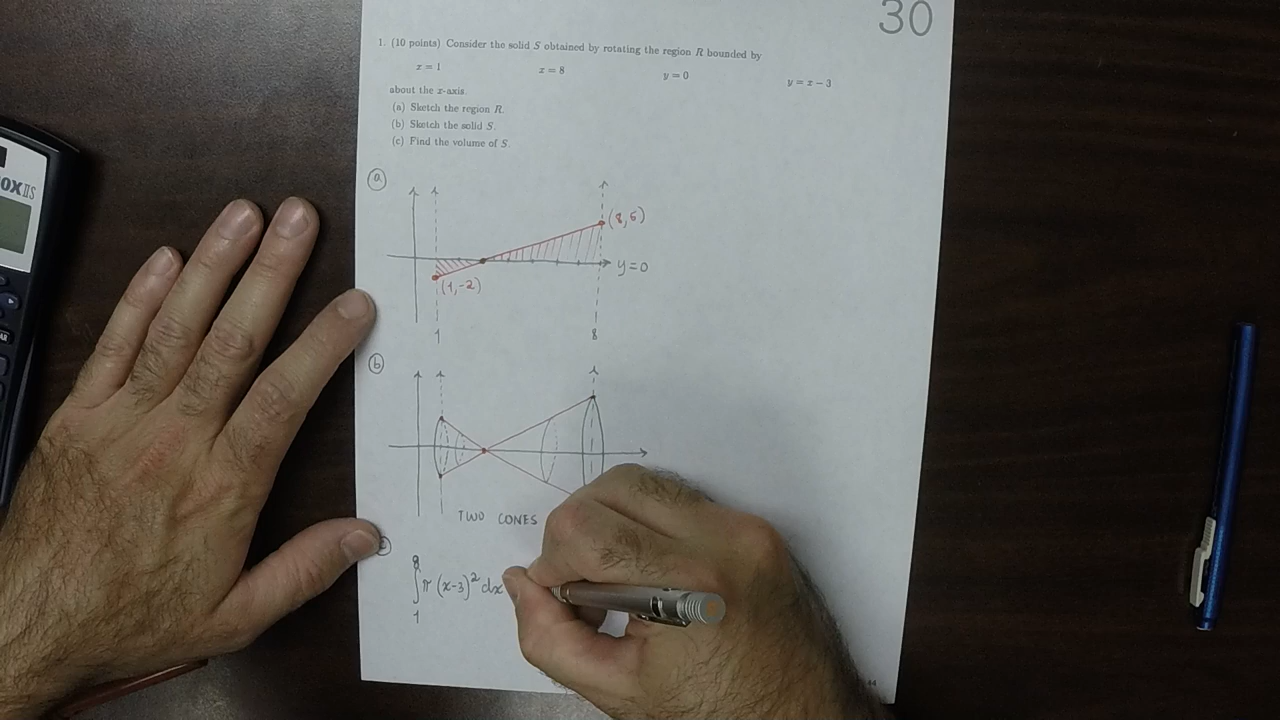 30
1. (10 points) Consider the solid S obtained by rotating the region R bounded by
x = 1 x = 8 y = 0 y = x − 3
about the x-axis.
(a) Sketch the region R.
(b) Sketch the solid S.
(c) Find the volume of S.
a
(8,5)
y=0
(1,-2)
1 8
b
TWO CONES
8
∫ π (x-3)² dx
1